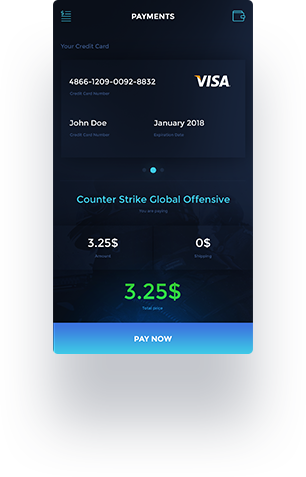 PAYMENTS
Your Credit Card
4866-1209-0092-8832
VISA
Credit Card Number
John Doe
January 2018
Credit Card Number
Expiration Date
Counter Strike Global Offensive
You are paying
3.25$
0$
Amount
Shipping
3.25$
Total price
PAY NOW